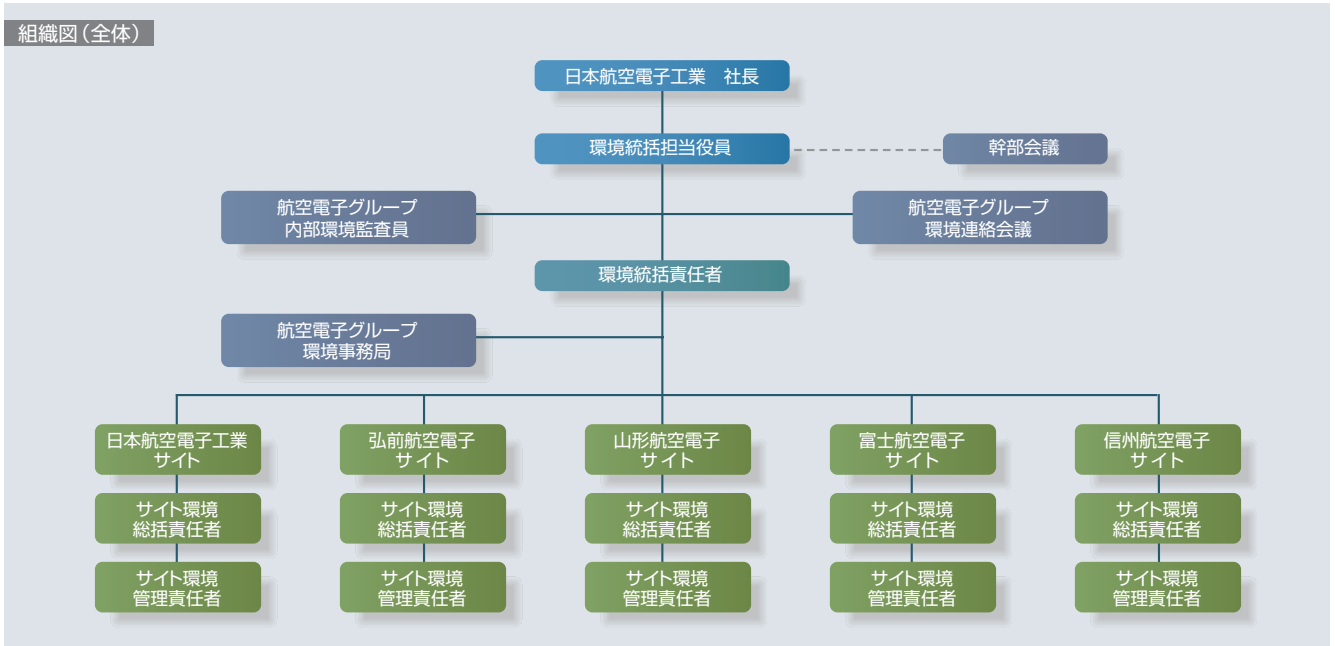 組織図（全体）
日本航空電子工業　社長
環境統括担当役員
幹部会議
航空電子グループ
内部環境監査員
航空電子グループ
環境連絡会議
環境統括責任者
航空電子グループ
環境事務局
日本航空電子工業
サイト
弘前航空電子
サイト
山形航空電子
サイト
富士航空電子
サイト
信州航空電子
サイト
サイト環境
総括責任者
サイト環境
総括責任者
サイト環境
総括責任者
サイト環境
総括責任者
サイト環境
総括責任者
サイト環境
管理責任者
サイト環境
管理責任者
サイト環境
管理責任者
サイト環境
管理責任者
サイト環境
管理責任者